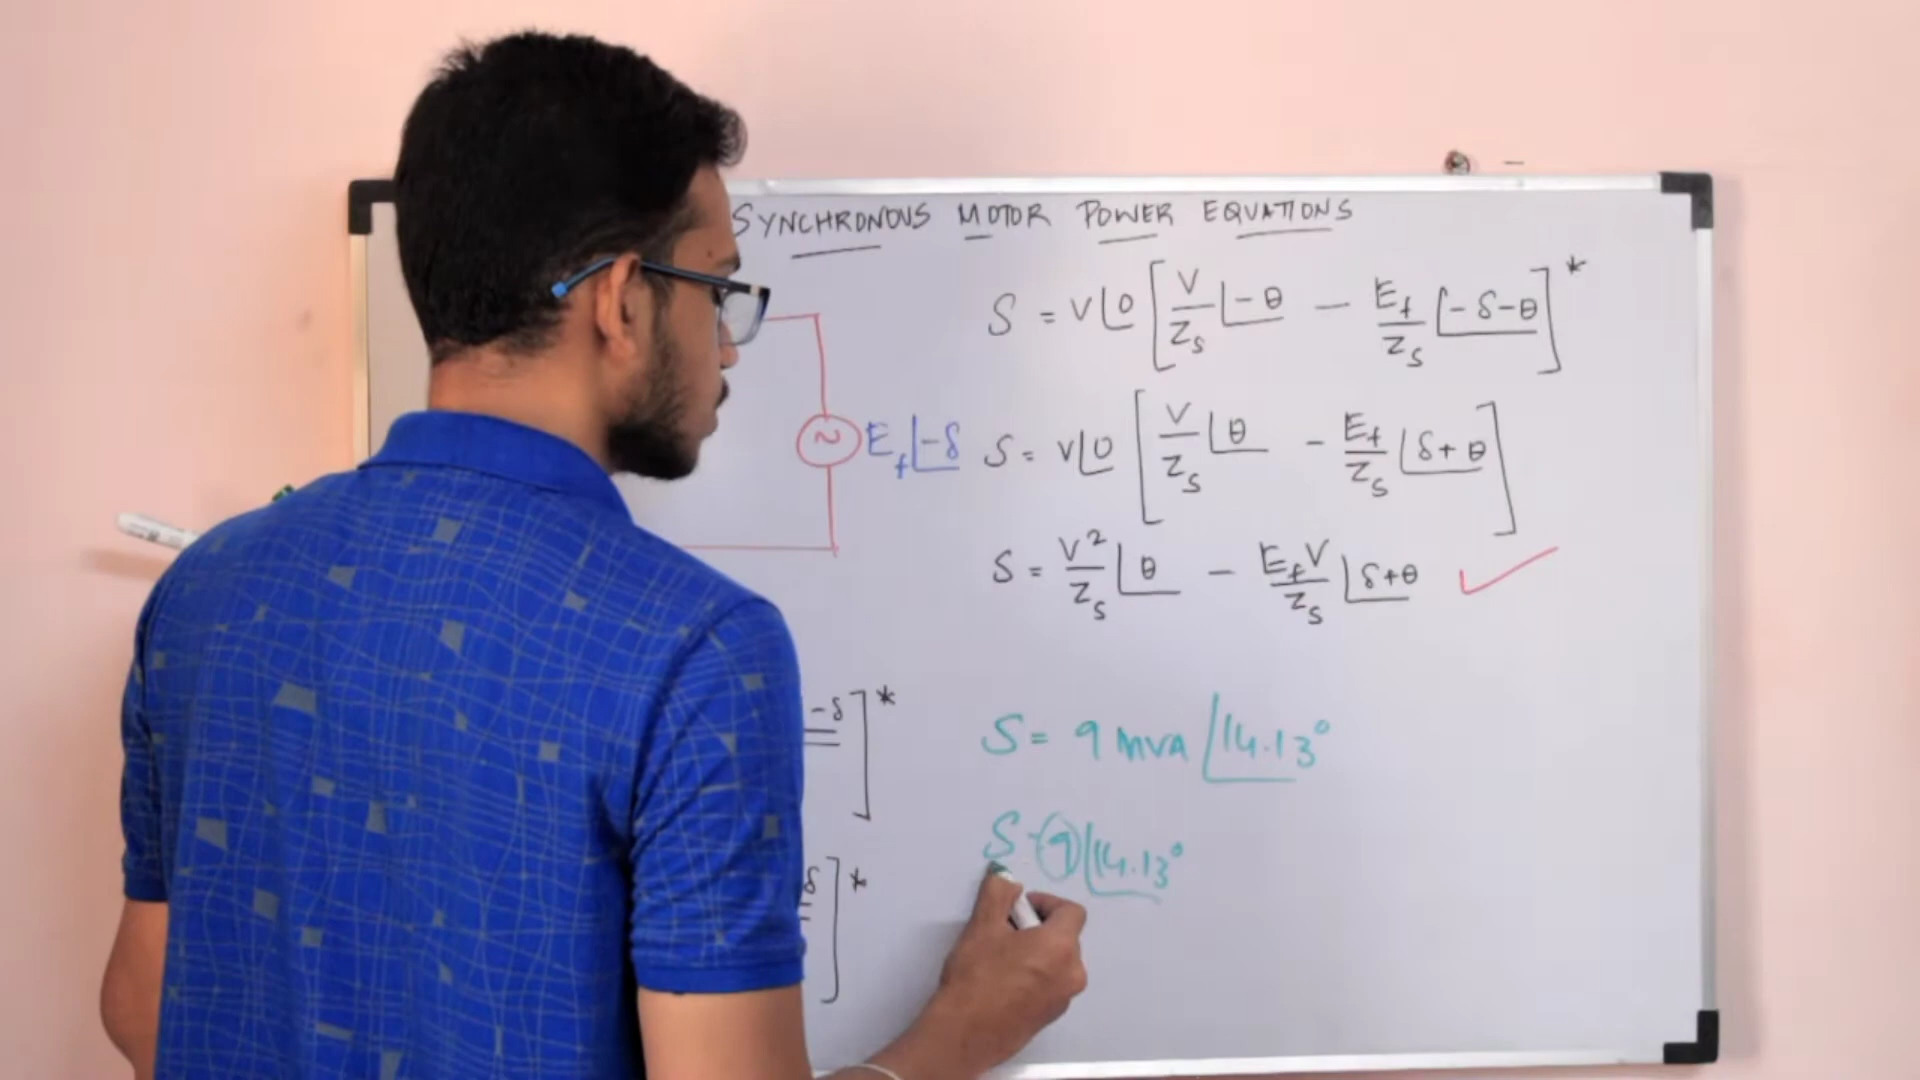 SYNCHRONOUS MOTOR POWER EQUATIONS
S = V∠0 [ V/Zs ∠-θ - Ef/Zs ∠-δ-θ ]*
Ef∠-δ
S = V∠0 [ V/Zs ∠θ - Ef/Zs ∠δ+θ ]
S = V²/Zs ∠θ - EfV/Zs ∠δ+θ ✓
-δ ]*
S = 9 mVA ∠14.13°
δ ]*
S = 9 ∠14.13°